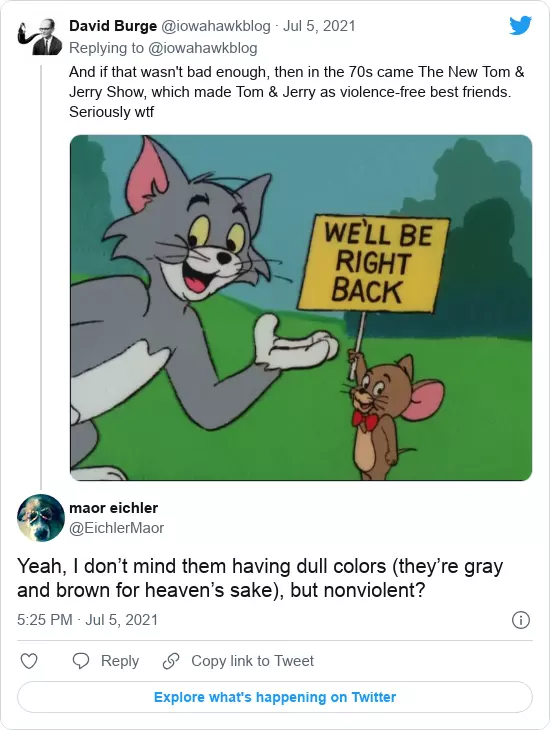 David Burge @iowahawkblog · Jul 5, 2021
Replying to @iowahawkblog
And if that wasn't bad enough, then in the 70s came The New Tom &
Jerry Show, which made Tom & Jerry as violence-free best friends.
Seriously wtf
WE'LL BE
RIGHT
BACK
maor eichler
@EichlerMaor
Yeah, I don’t mind them having dull colors (they’re gray
and brown for heaven’s sake), but nonviolent?
5:25 PM · Jul 5, 2021
Reply
Copy link to Tweet
Explore what's happening on Twitter